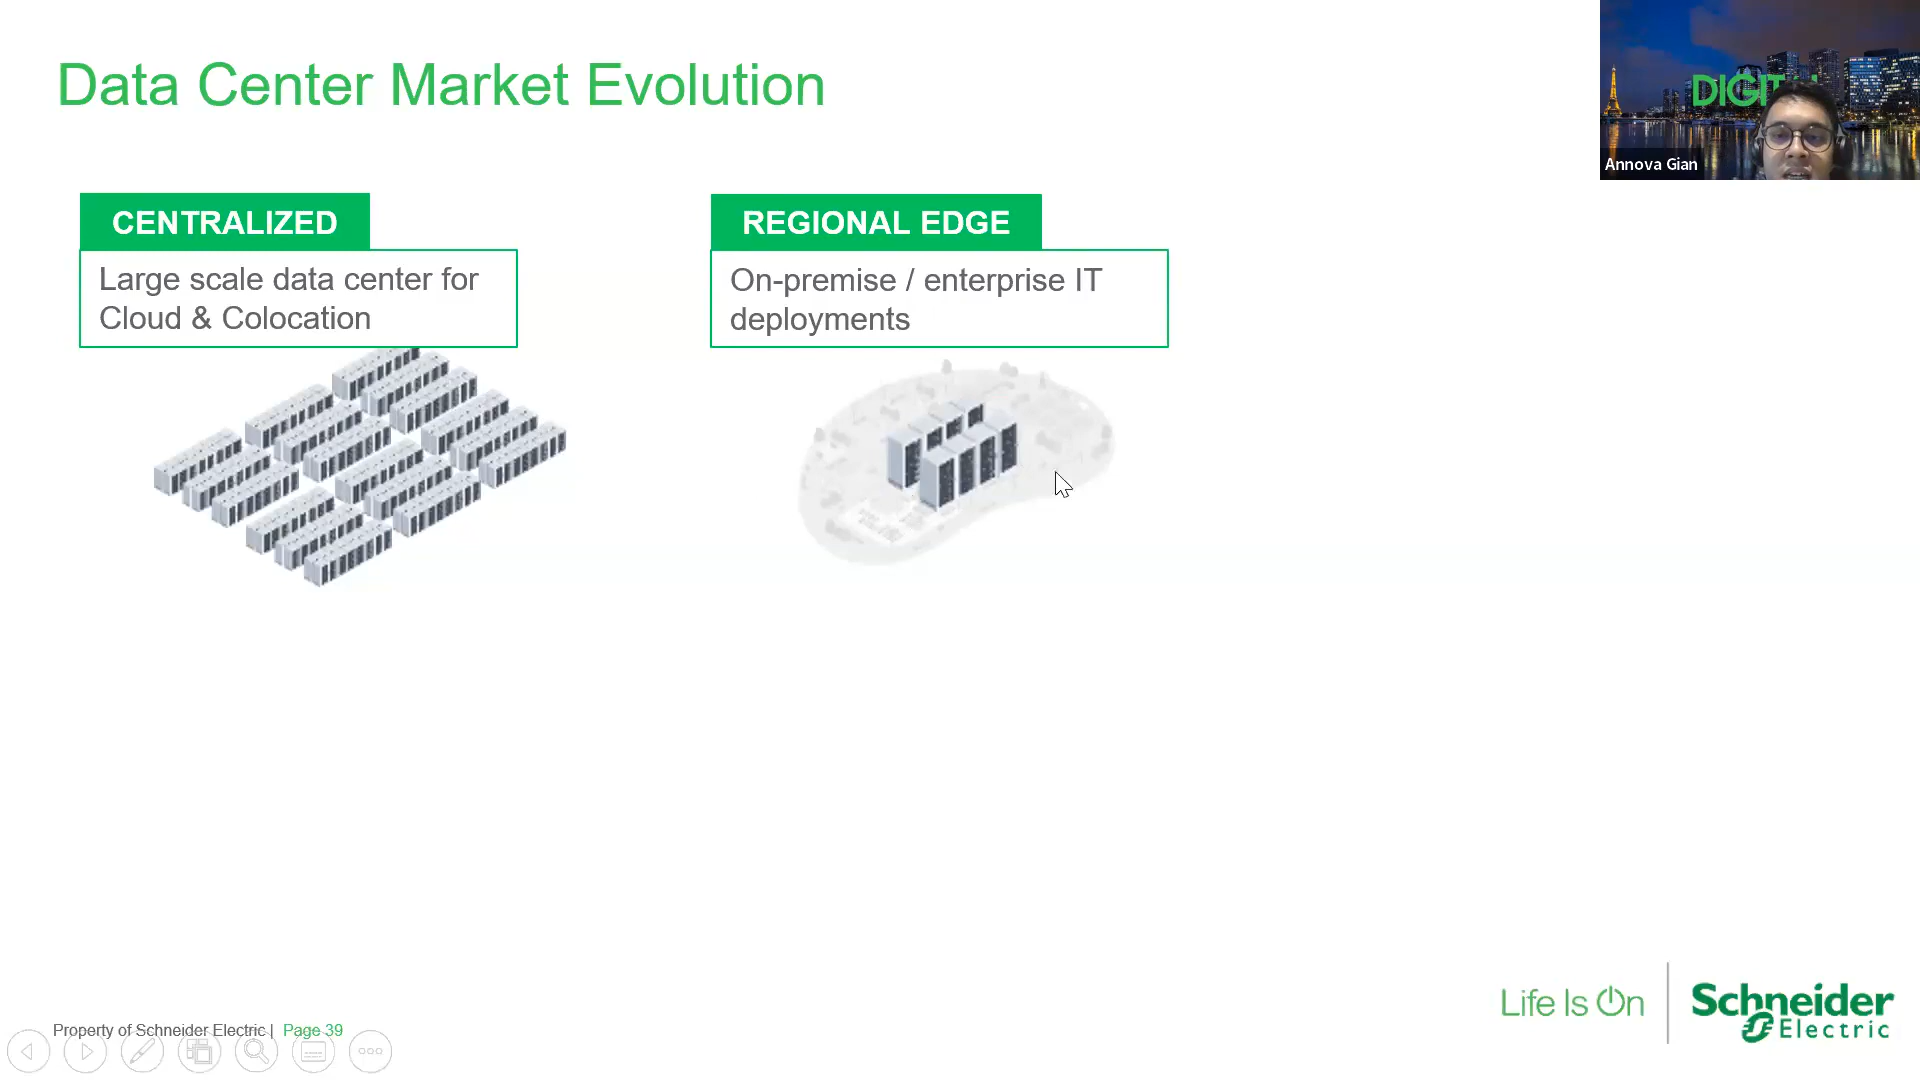 Data Center Market Evolution
DIGIT
Annova Gian
CENTRALIZED
Large scale data center for
Cloud & Colocation
REGIONAL EDGE
On-premise / enterprise IT
deployments
Life Is On
Schneider
Electric
Property of Schneider Electric | Page 39